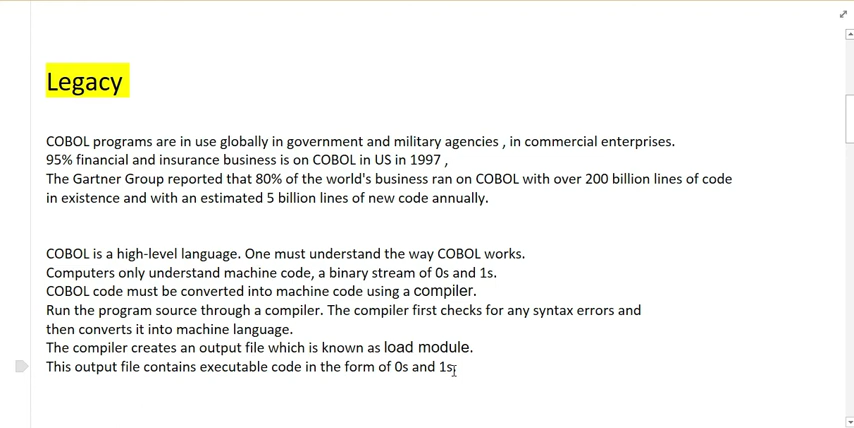 Legacy
COBOL programs are in use globally in government and military agencies , in commercial enterprises.
95% financial and insurance business is on COBOL in US in 1997 ,
The Gartner Group reported that 80% of the world's business ran on COBOL with over 200 billion lines of code
in existence and with an estimated 5 billion lines of new code annually.
COBOL is a high-level language. One must understand the way COBOL works.
Computers only understand machine code, a binary stream of 0s and 1s.
COBOL code must be converted into machine code using a compiler.
Run the program source through a compiler. The compiler first checks for any syntax errors and
then converts it into machine language.
The compiler creates an output file which is known as load module.
This output file contains executable code in the form of 0s and 1s.